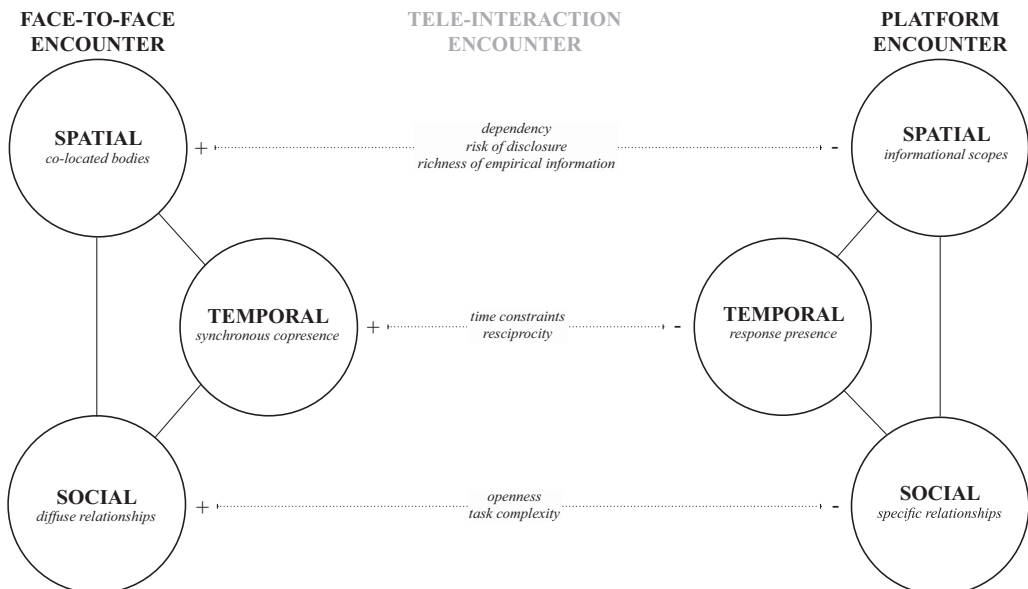 FACE-TO-FACE
ENCOUNTER
TELE-INTERACTION
ENCOUNTER
PLATFORM
ENCOUNTER
SPATIAL
co-located bodies
+
dependency
risk of disclosure
richness of empirical information
-
SPATIAL
informational scopes
TEMPORAL
synchronous copresence
+
time constraints
resciprocity
-
TEMPORAL
response presence
SOCIAL
diffuse relationships
+
openness
task complexity
-
SOCIAL
specific relationships